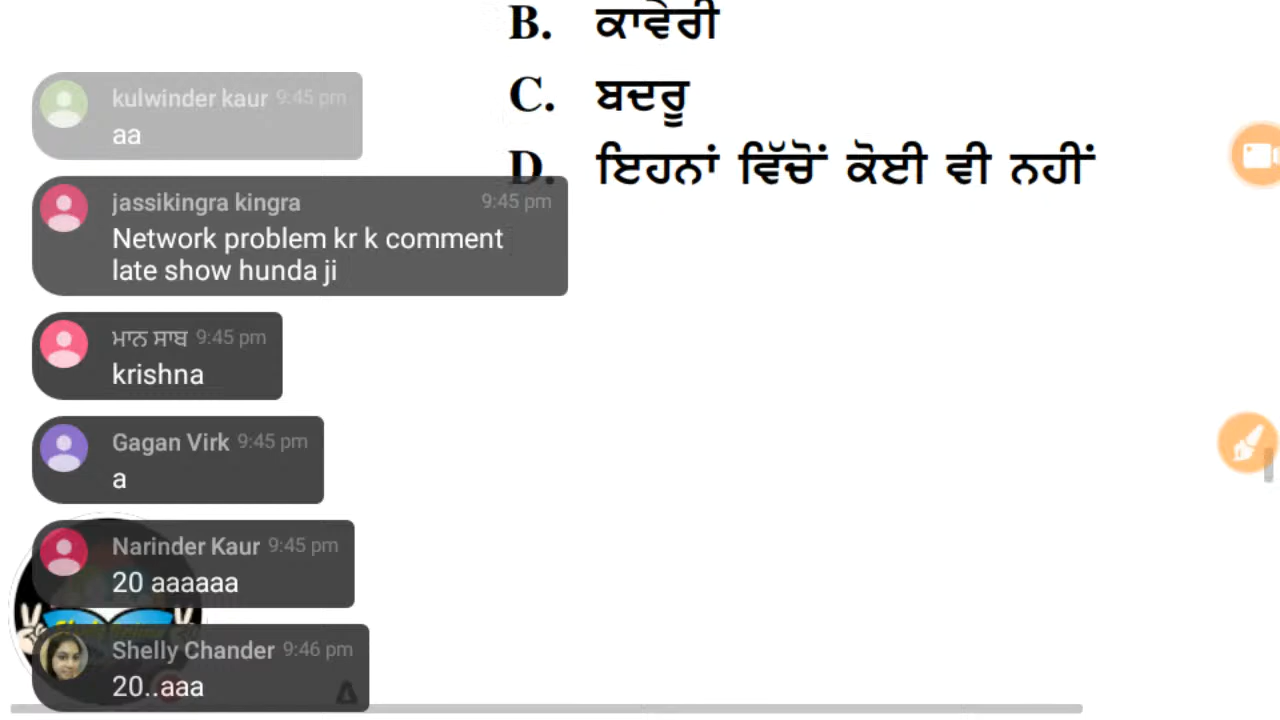 B. ਕਾਵੇਰੀ
C. ਬਦਰੂ
D. ਇਹਨਾਂ ਵਿੱਚੋਂ ਕੋਈ ਵੀ ਨਹੀਂ
kulwinder kaur 9:45 pm
aa
jassikingra kingra 9:45 pm
Network problem kr k comment
late show hunda ji
ਮਾਨ ਸਾਬ 9:45 pm
krishna
Gagan Virk 9:45 pm
a
Narinder Kaur 9:45 pm
20 aaaaaa
Shelly Chander 9:46 pm
20..aaa